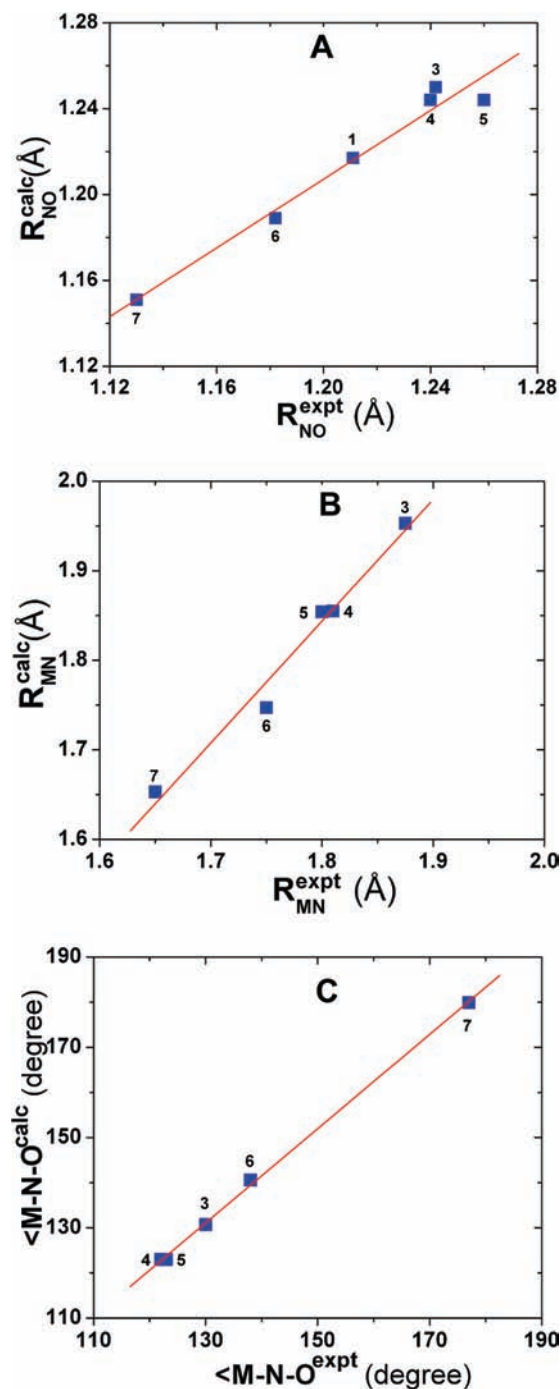 A
1.28
1.24
1.20
1.16
1.12
R_NO^calc (Å)
3
4
5
1
6
7
1.12 1.16 1.20 1.24 1.28
R_NO^expt (Å)
B
2.0
1.9
1.8
1.7
1.6
R_MN^calc (Å)
3
5 4
6
7
1.6 1.7 1.8 1.9 2.0
R_MN^expt (Å)
C
190
170
150
130
110
<M-N-O^calc (degree)
7
6
3
4 5
110 130 150 170 190
<M-N-O^expt (degree)